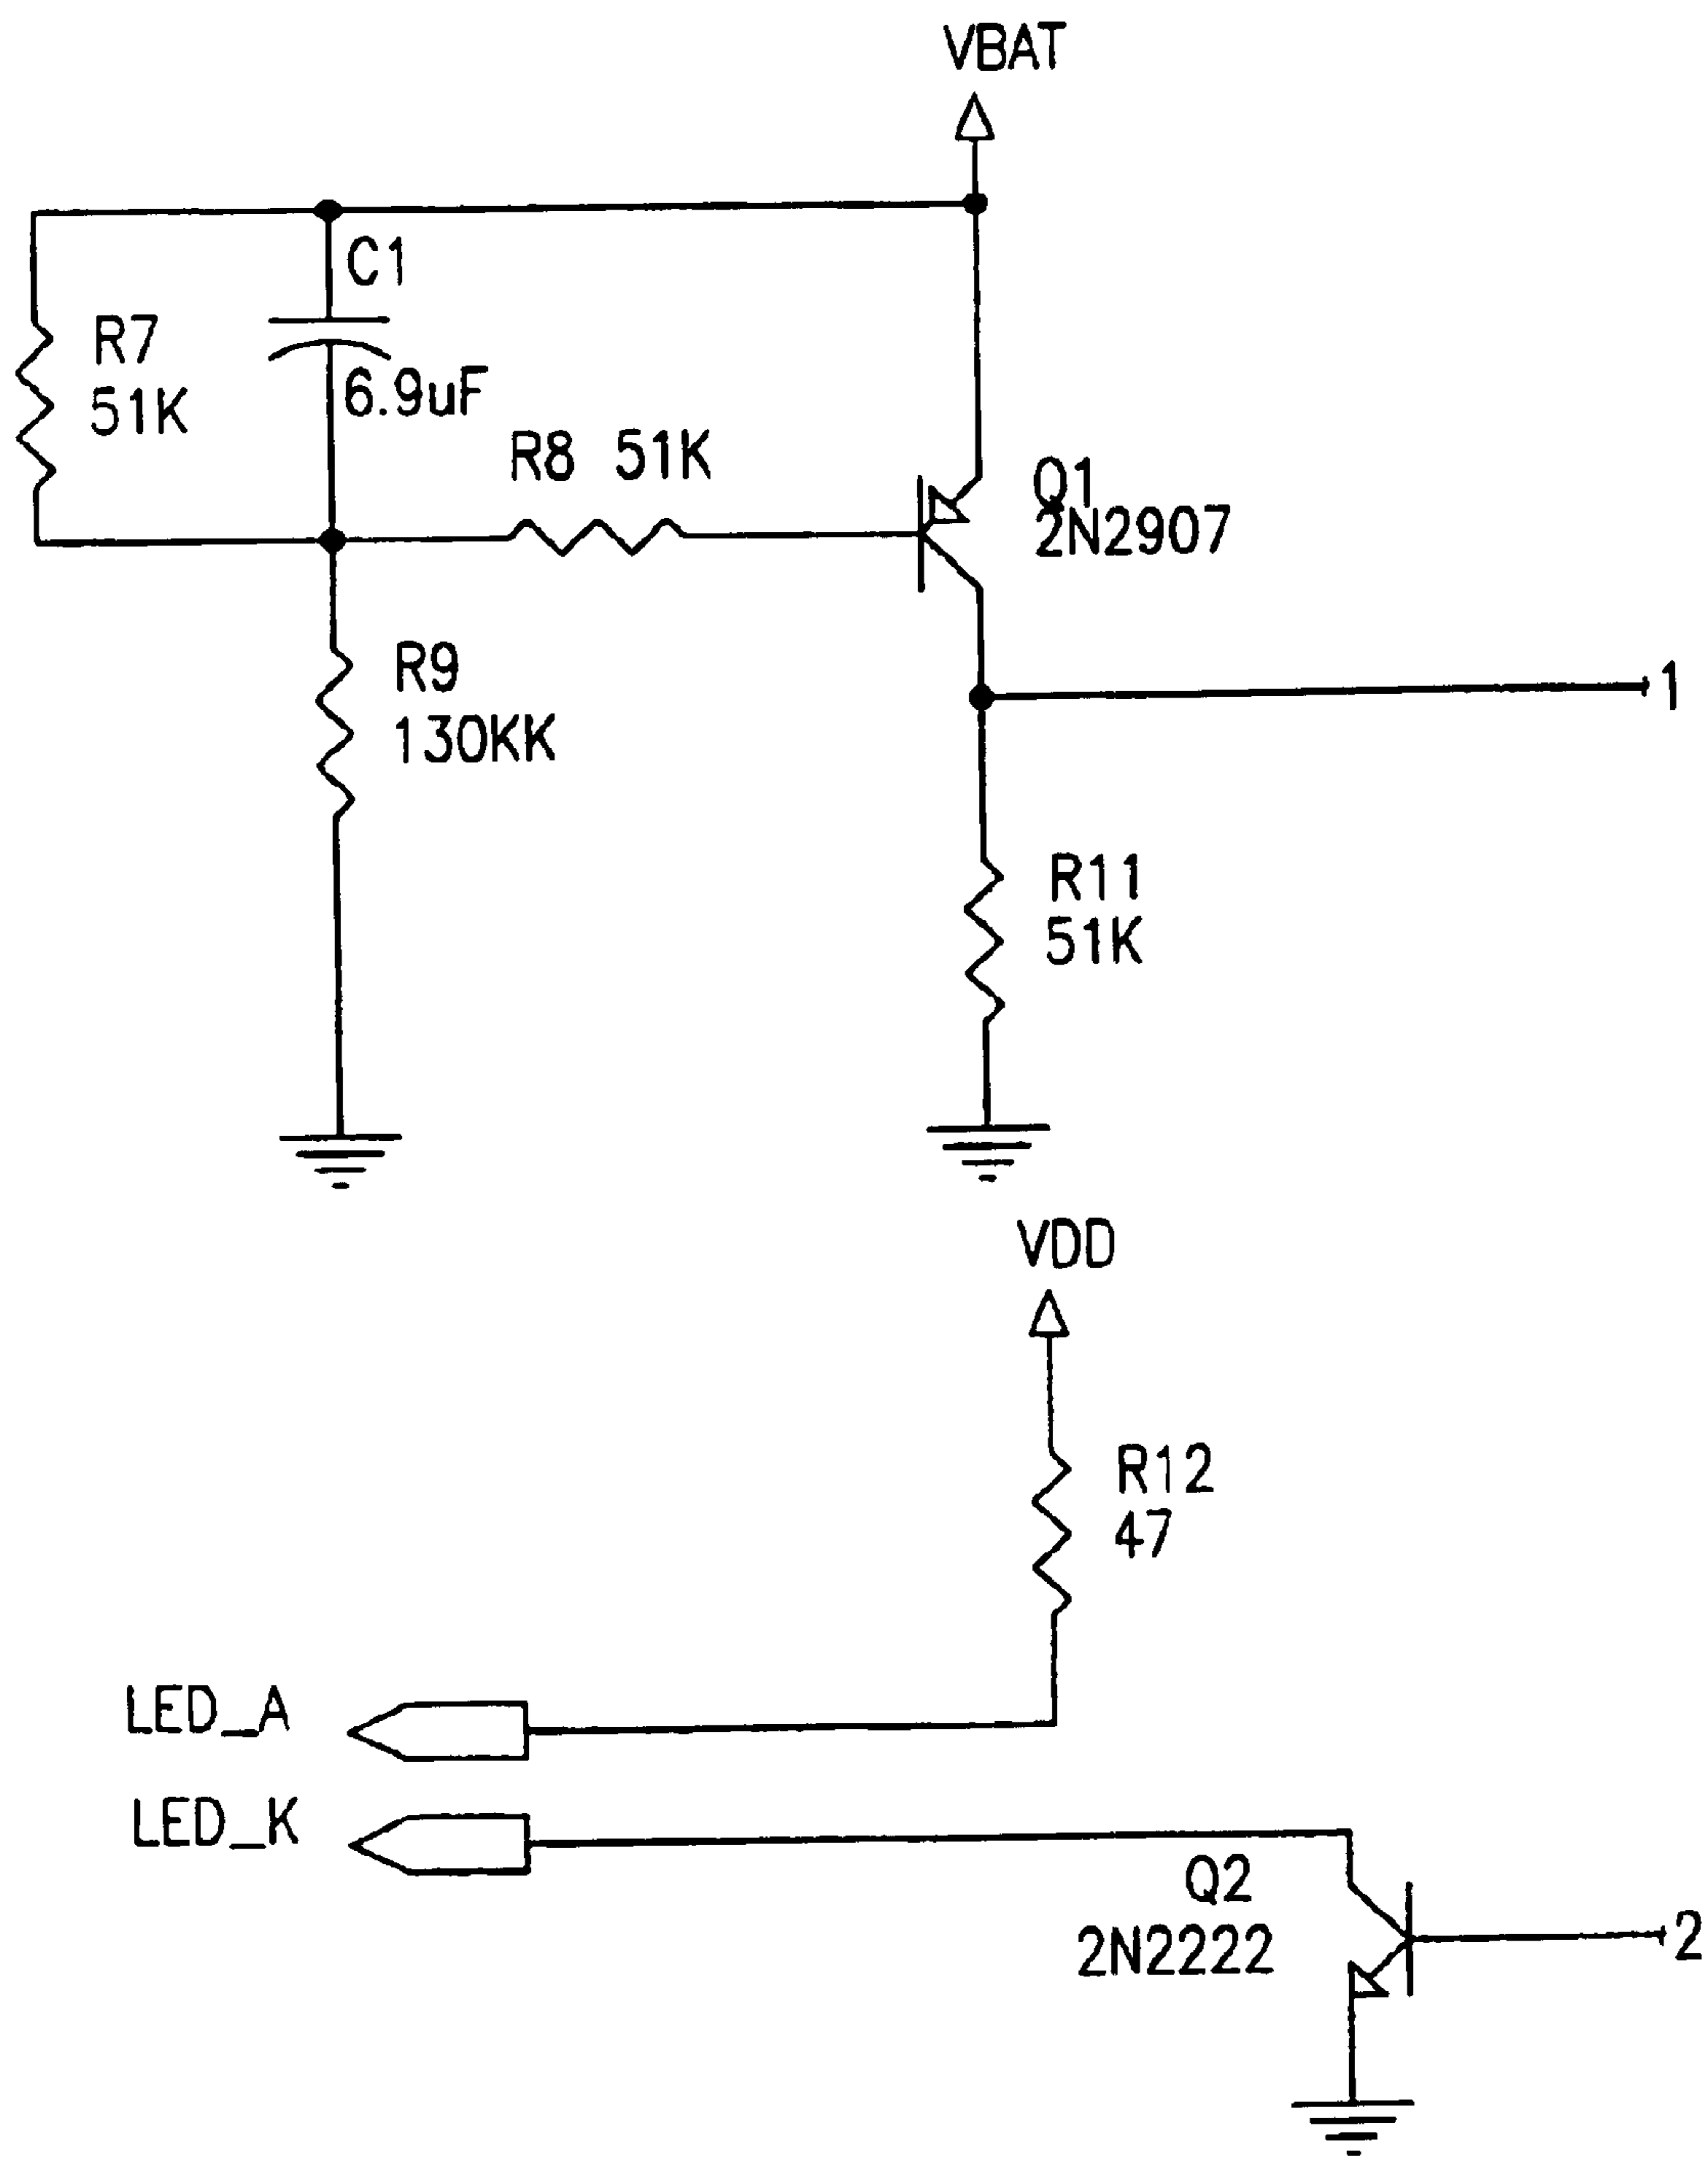 VBAT
C1
6.9uF
R7
51K
R8 51K
Q1
2N2907
R9
130KK
1
R11
51K
VDD
R12
47
LED_A
LED_K
Q2
2N2222
2